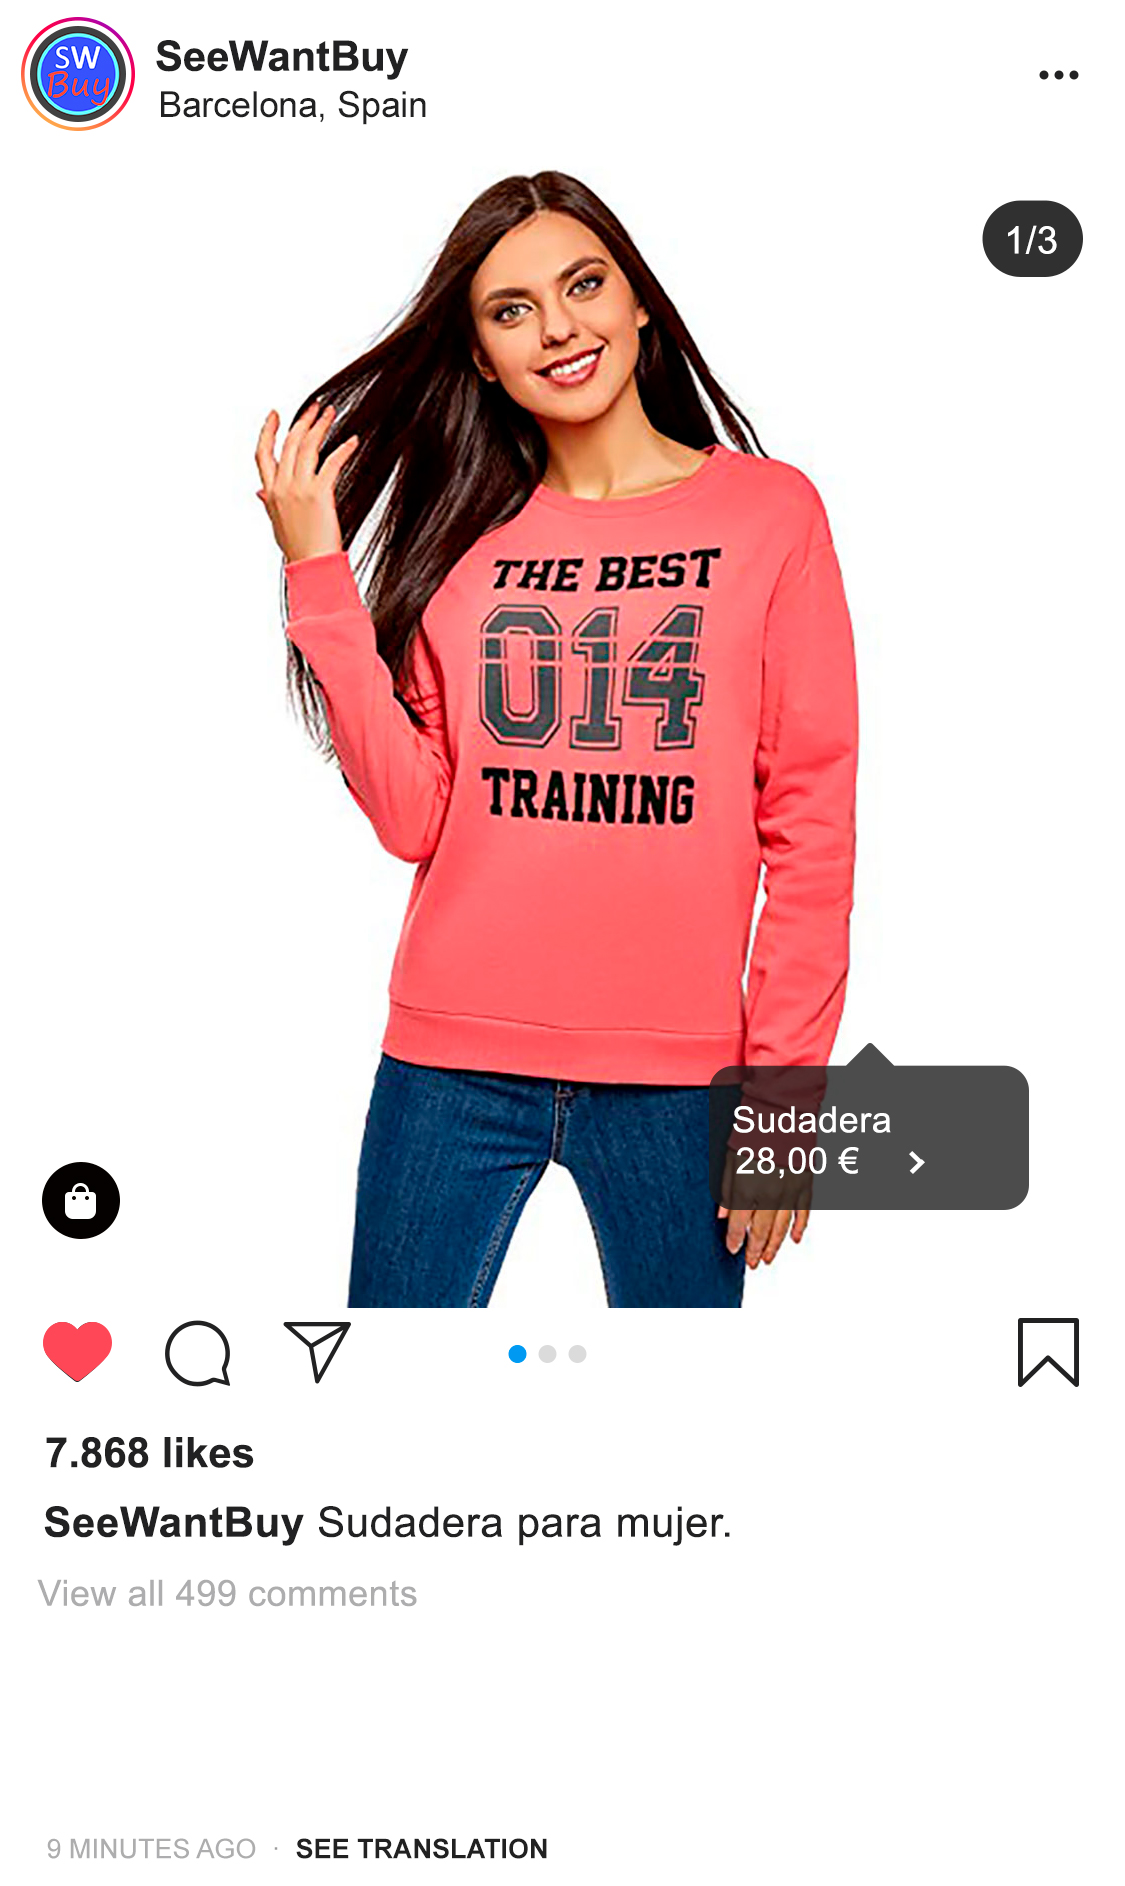 SW
Buy
SeeWantBuy
Barcelona, Spain
1/3
THE BEST
014
TRAINING
Sudadera
28,00 €
7.868 likes
SeeWantBuy Sudadera para mujer.
View all 499 comments
9 MINUTES AGO · SEE TRANSLATION